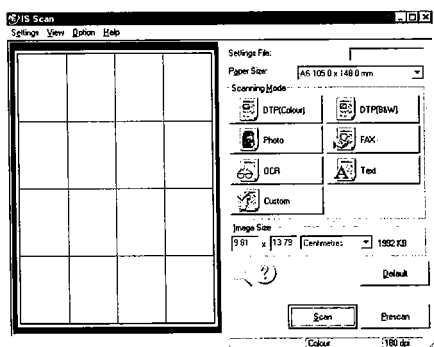 IS Scan
Settings View Option Help
Settings File:
Paper Size: A6 105.0 x 148.0 mm
Scanning Mode
DTP(Colour) DTP(B&W)
Photo FAX
OCR Text
Custom
Image Size
9.81 x 13.79 Centimetres 1992 KB
Default
Scan Prescan
Colour 180 dpi